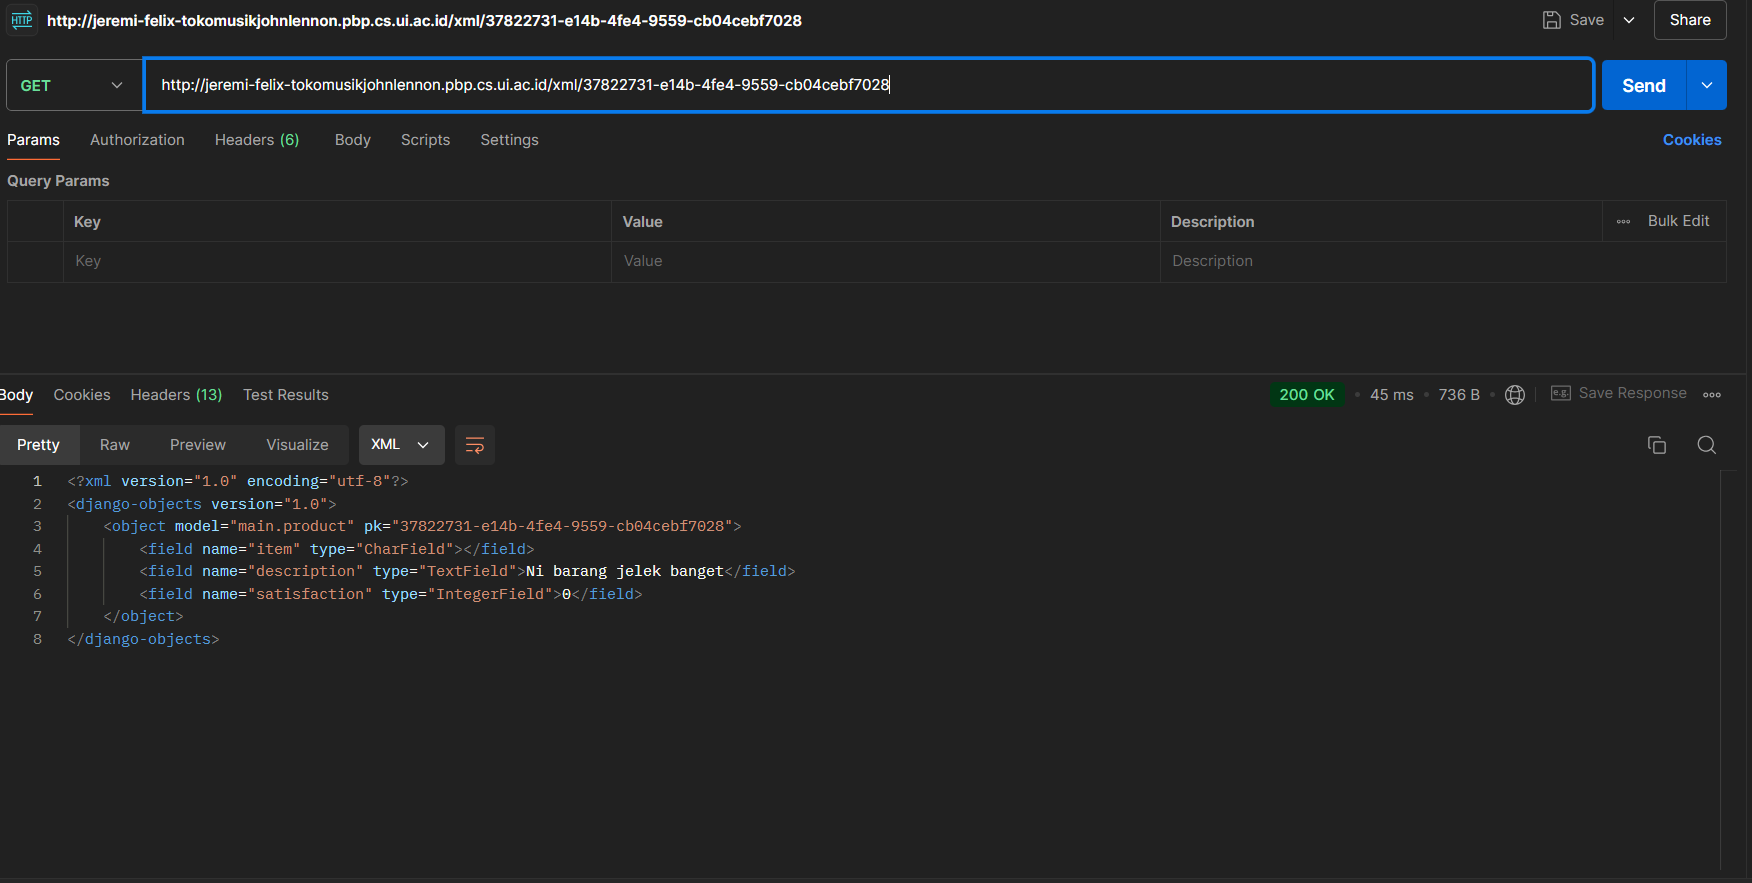 HTTP http://jeremi-felix-tokomusikjohnlennon.pbp.cs.ui.ac.id/xml/37822731-e14b-4fe4-9559-cb04cebf7028 Save Share
GET http://jeremi-felix-tokomusikjohnlennon.pbp.cs.ui.ac.id/xml/37822731-e14b-4fe4-9559-cb04cebf7028 Send
Params Authorization Headers (6) Body Scripts Settings Cookies
Query Params
Key Value Description Bulk Edit
Key Value Description
Body Cookies Headers (13) Test Results 200 OK • 45 ms • 736 B • e.g. Save Response
Pretty Raw Preview Visualize XML
1 <?xml version="1.0" encoding="utf-8"?>
2 <django-objects version="1.0">
3 <object model="main.product" pk="37822731-e14b-4fe4-9559-cb04cebf7028">
4 <field name="item" type="CharField"></field>
5 <field name="description" type="TextField">Ni barang jelek banget</field>
6 <field name="satisfaction" type="IntegerField">0</field>
7 </object>
8 </django-objects>